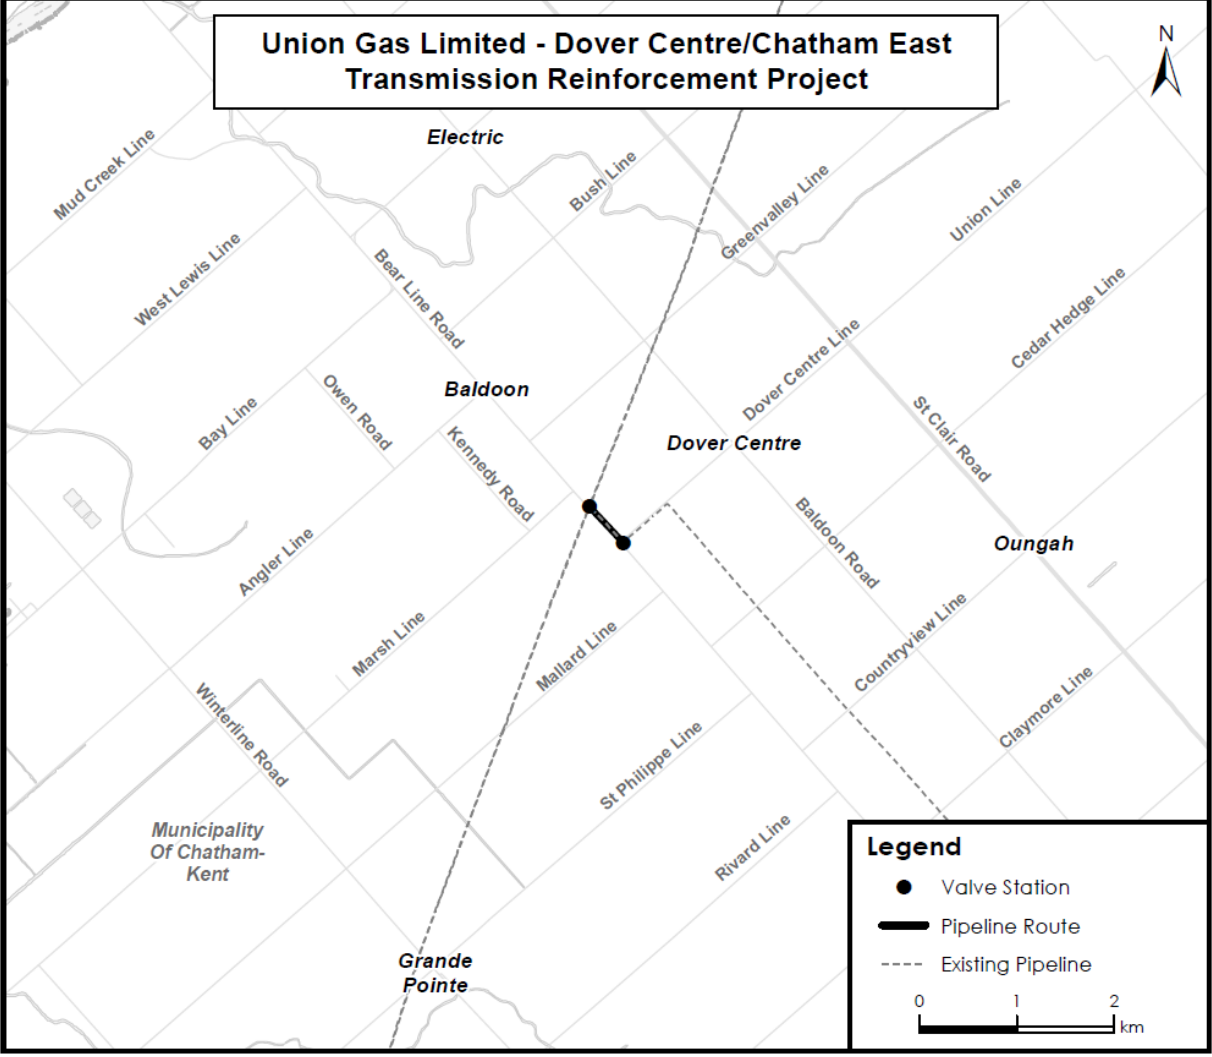 Union Gas Limited - Dover Centre/Chatham East
Transmission Reinforcement Project
N
Electric
Mud Creek Line
Bush Line
Greenvalley Line
Union Line
West Lewis Line
Bear Line Road
Cedar Hedge Line
Dover Centre Line
Baldoon
Owen Road
Bay Line
St Clair Road
Dover Centre
Kennedy Road
Baldoon Road
Oungah
Angler Line
Marsh Line
Mallard Line
Countryview Line
Claymore Line
Winterline Road
St Philippe Line
Rivard Line
Municipality
Of Chatham-
Kent
Grande
Pointe
Legend
Valve Station
Pipeline Route
Existing Pipeline
0 1 2
km